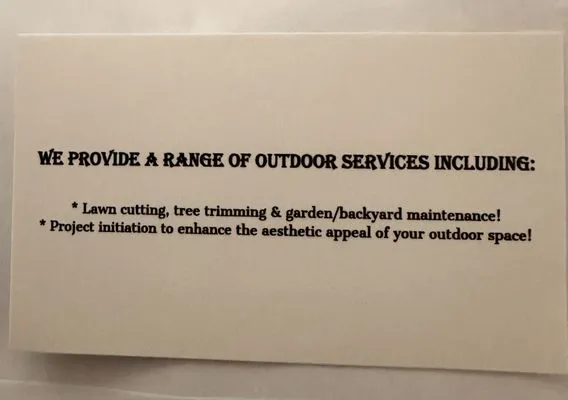 WE PROVIDE A RANGE OF OUTDOOR SERVICES INCLUDING:
* Lawn cutting, tree trimming & garden/backyard maintenance!
* Project initiation to enhance the aesthetic appeal of your outdoor space!